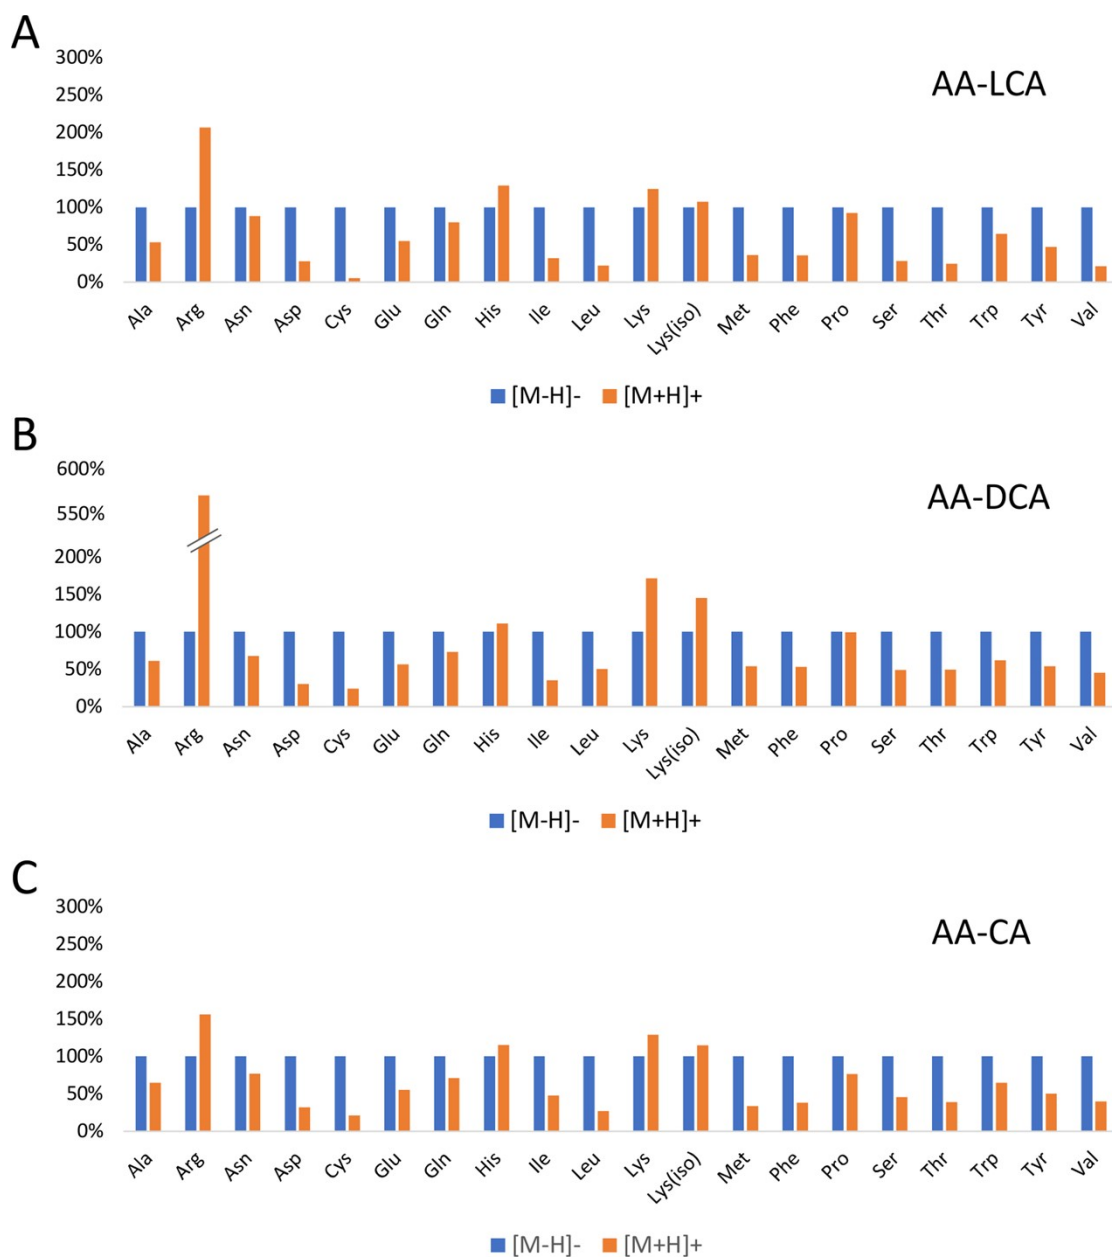 A
300%
AA-LCA
250%
200%
150%
100%
50%
0%
Ala Arg Asn Asp Cys Glu Gln His Ile Leu Lys Lys(iso) Met Phe Pro Ser Thr Trp Tyr Val
[M-H]- [M+H]+
B
600%
AA-DCA
550%
200%
150%
100%
50%
0%
Ala Arg Asn Asp Cys Glu Gln His Ile Leu Lys Lys(iso) Met Phe Pro Ser Thr Trp Tyr Val
[M-H]- [M+H]+
C
300%
AA-CA
250%
200%
150%
100%
50%
0%
Ala Arg Asn Asp Cys Glu Gln His Ile Leu Lys Lys(iso) Met Phe Pro Ser Thr Trp Tyr Val
[M-H]- [M+H]+